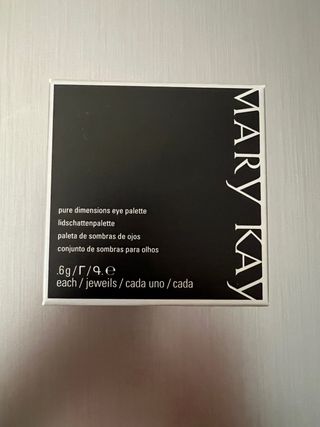 MARY KAY
pure dimensions eye palette
lidschattenpalette
paleta de sombras de ojos
conjunto de sombras para olhos
.6g/Г/գ.℮
each / jeweils / cada uno / cada